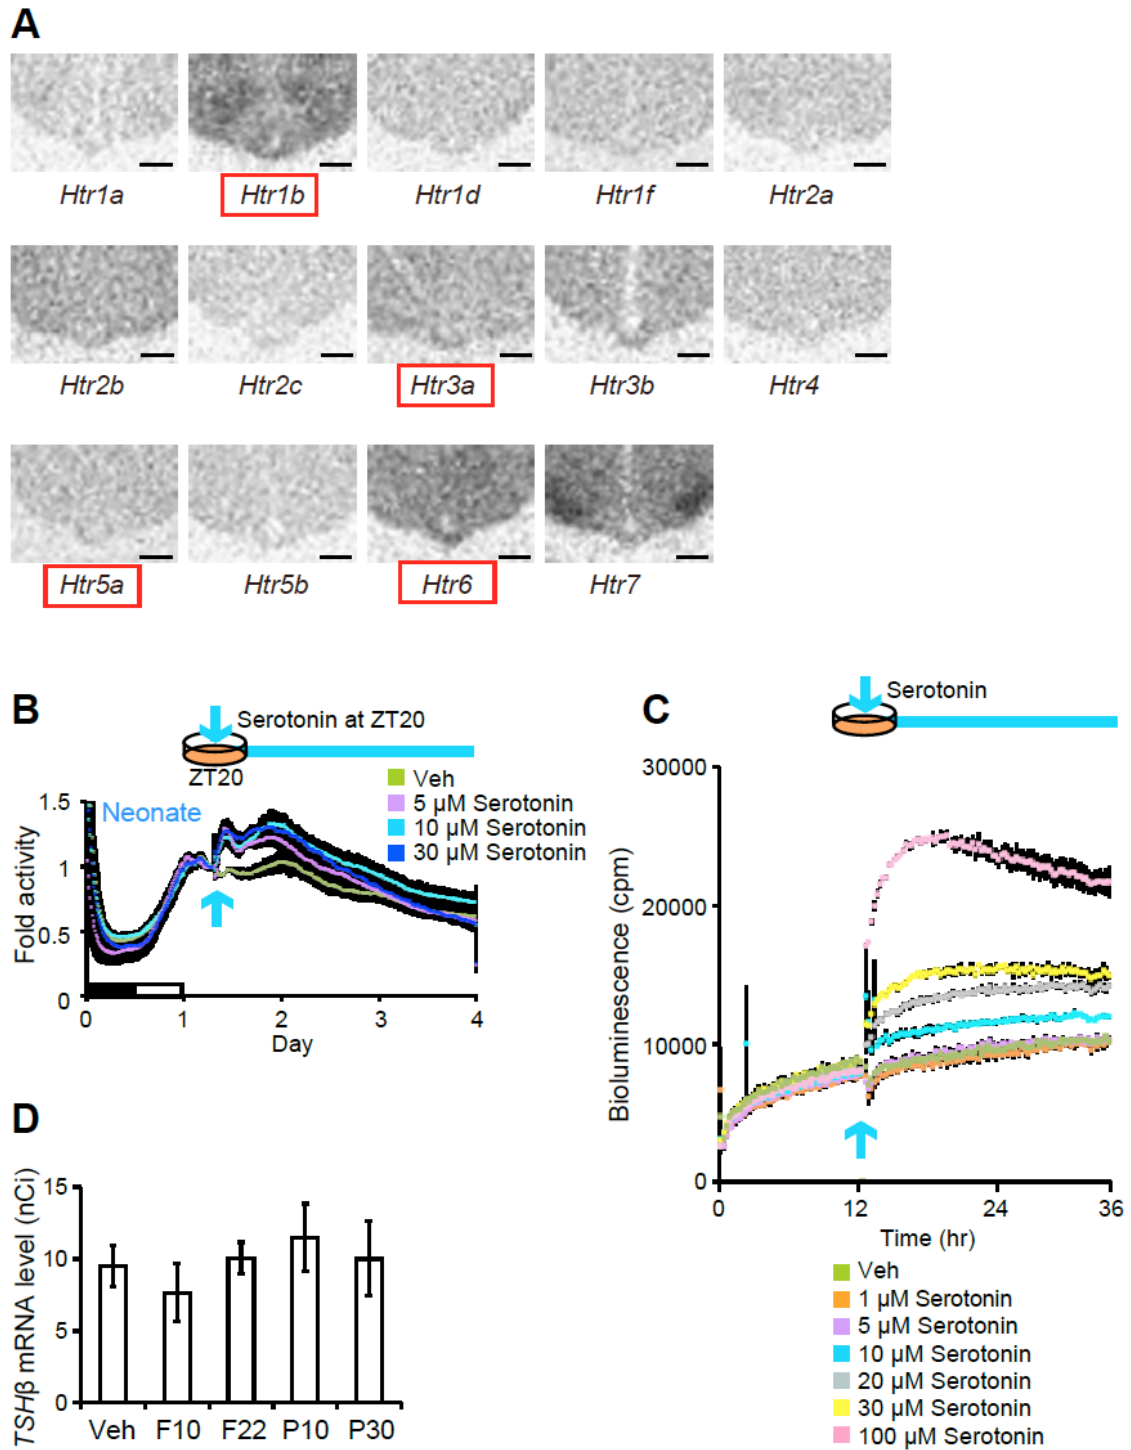 A
Htr1a Htr1b Htr1d Htr1f Htr2a
Htr2b Htr2c Htr3a Htr3b Htr4
Htr5a Htr5b Htr6 Htr7
B
Serotonin at ZT20
ZT20
Veh
5 µM Serotonin
10 µM Serotonin
30 µM Serotonin
Neonate
Fold activity
1.5
1
0.5
0
0 1 2 3 4
Day
C
Serotonin
Bioluminescence (cpm)
30000
20000
10000
0
0 12 24 36
Time (hr)
Veh
1 µM Serotonin
5 µM Serotonin
10 µM Serotonin
20 µM Serotonin
30 µM Serotonin
100 µM Serotonin
D
TSHβ mRNA level (nCi)
15
10
5
0
Veh F10 F22 P10 P30